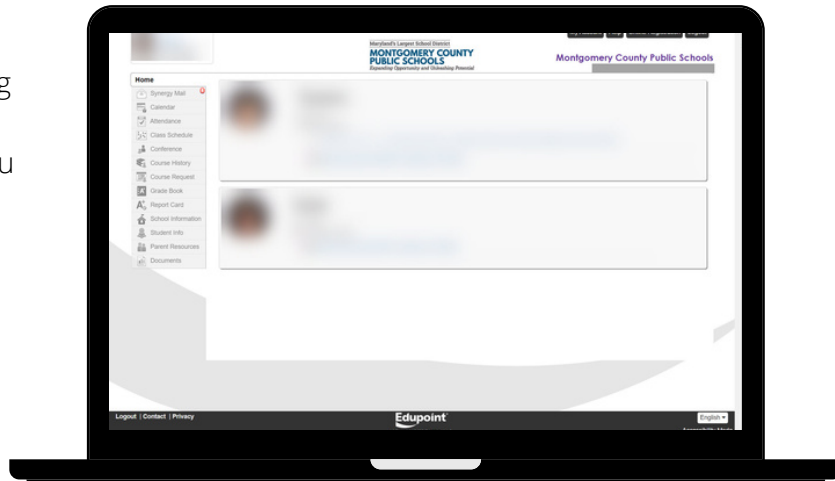 g
u
Maryland's Largest School District
MONTGOMERY COUNTY
PUBLIC SCHOOLS
Expanding Opportunity and Unleashing Potential
Montgomery County Public Schools
Home
Synergy Mail
Calendar
Attendance
Class Schedule
Conference
Course History
Course Request
Grade Book
Report Card
School Information
Student Info
Parent Resources
Documents
Logout | Contact | Privacy
Edupoint
English